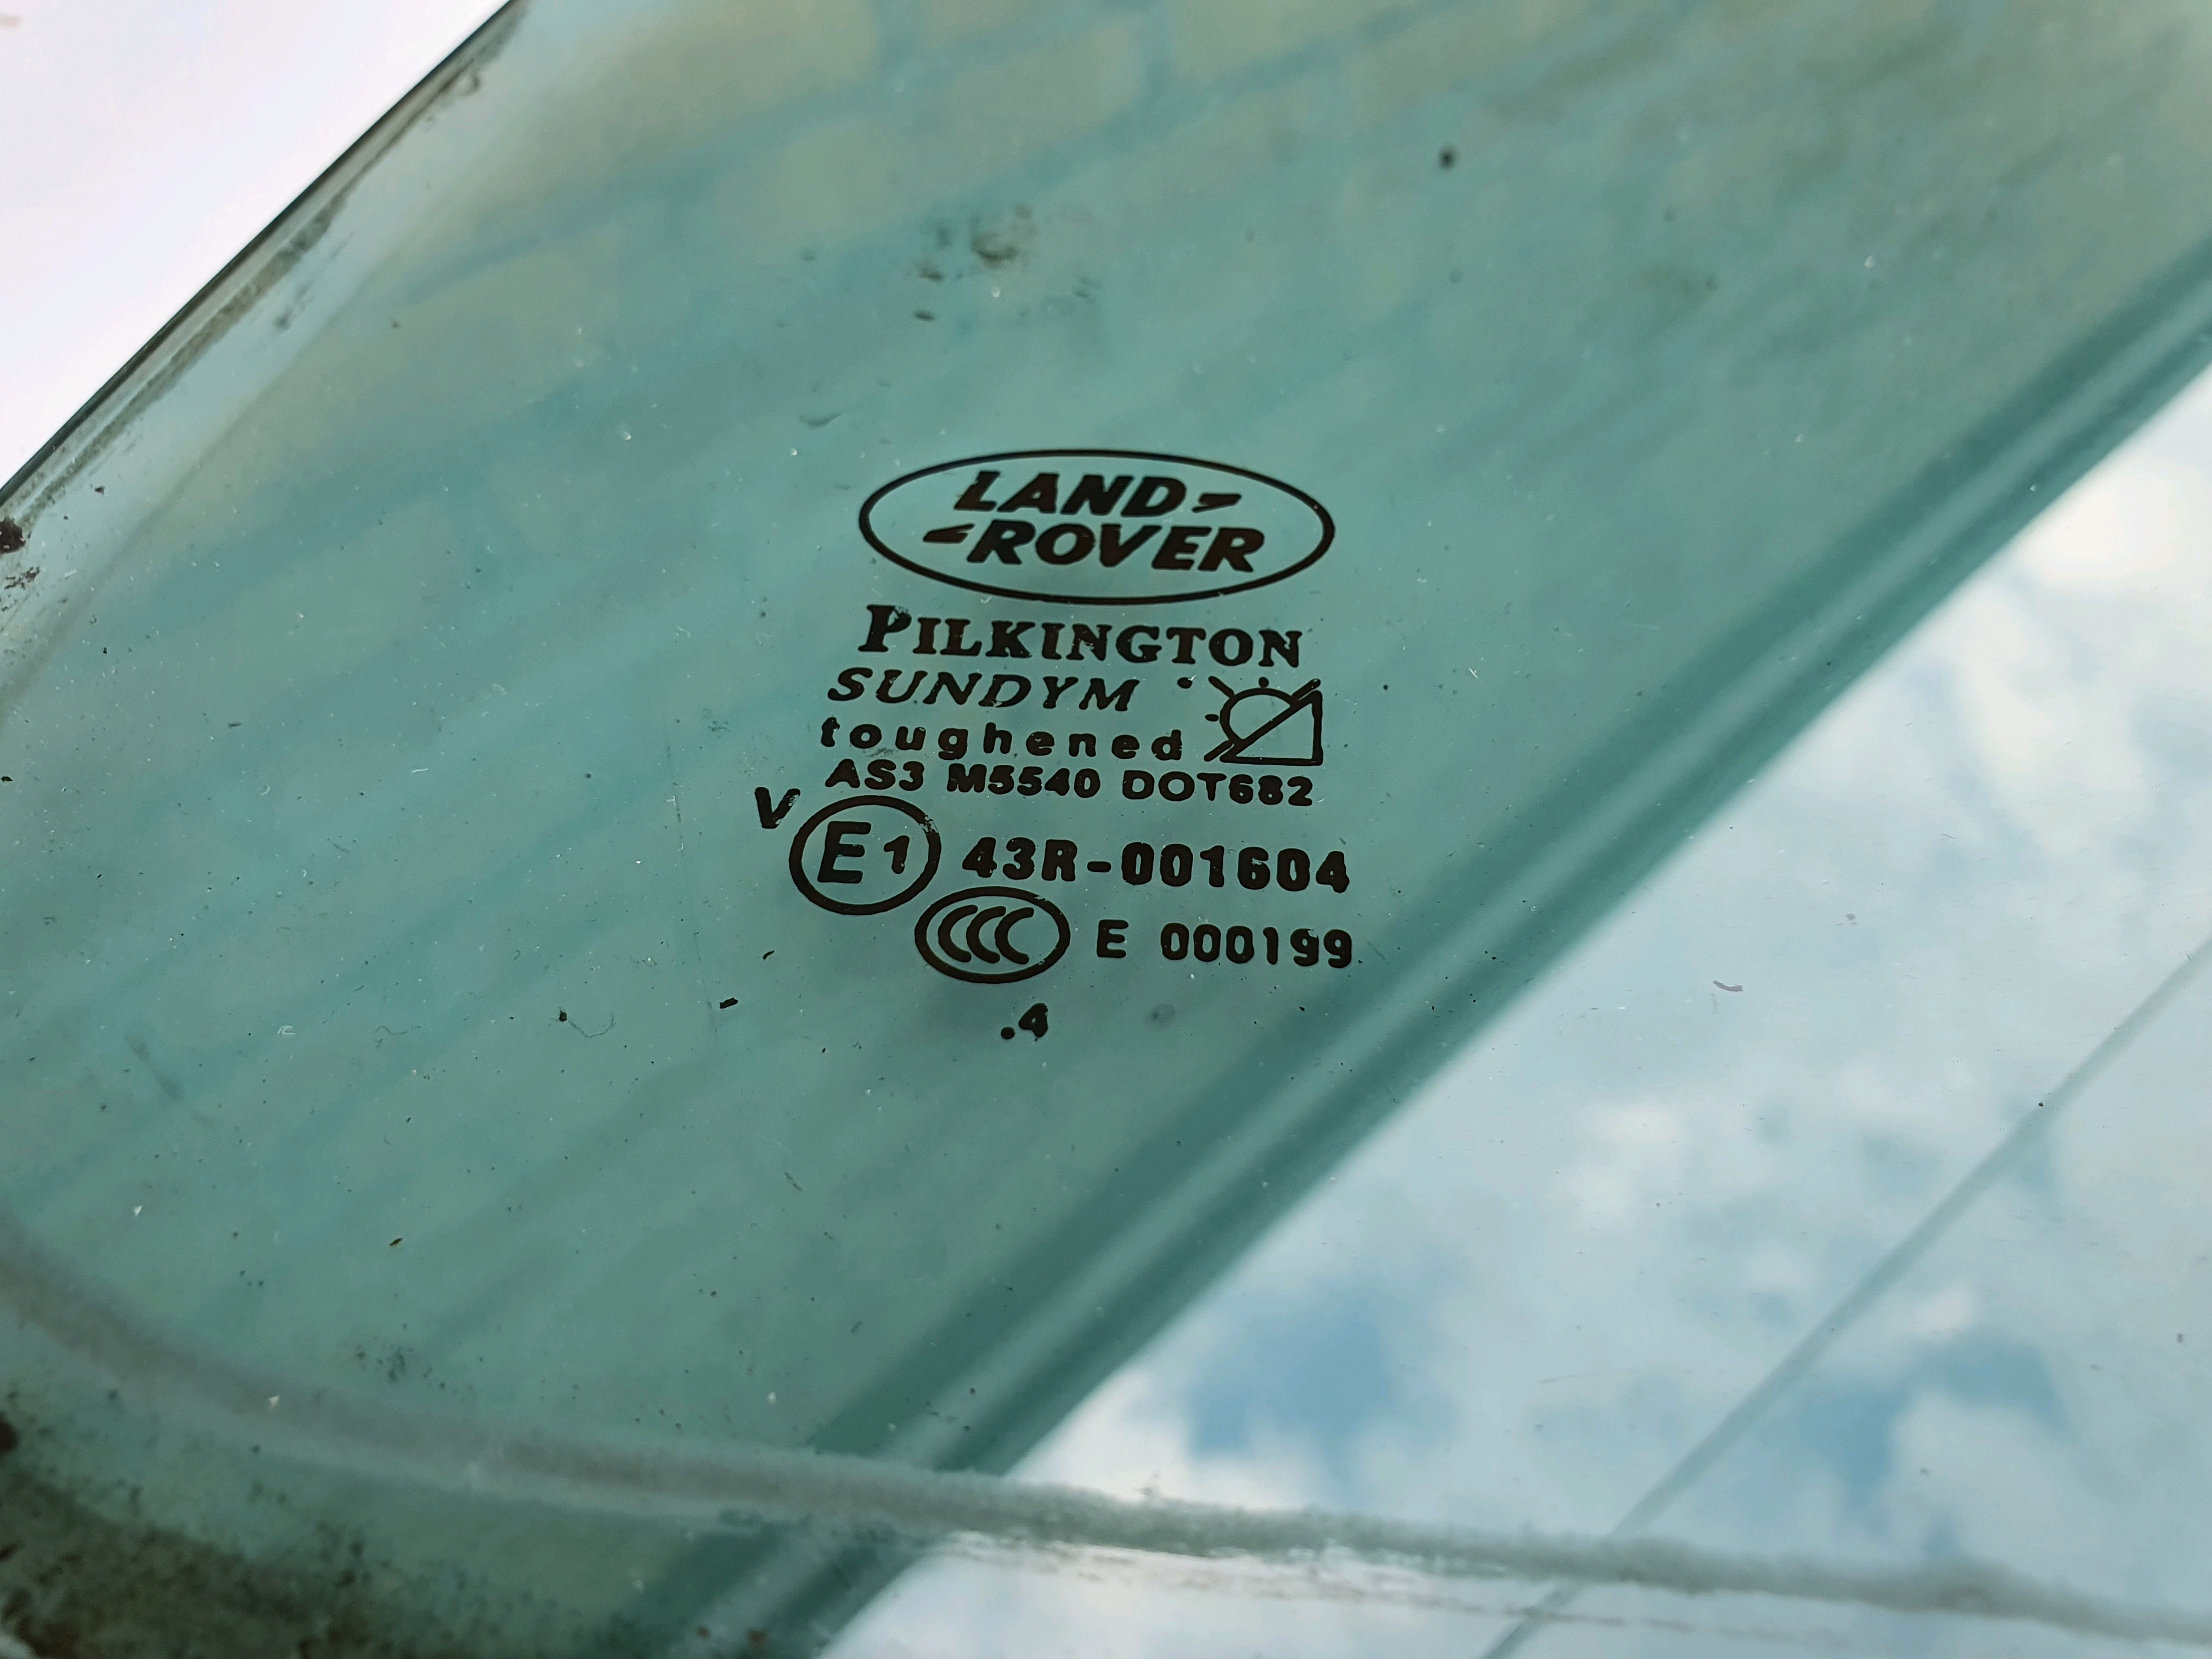 LAND
ROVER
PILKINGTON
SUNDYM
toughened
AS3 M5540 DOT682
V E1 43R-001604
CCC E 000199
.4